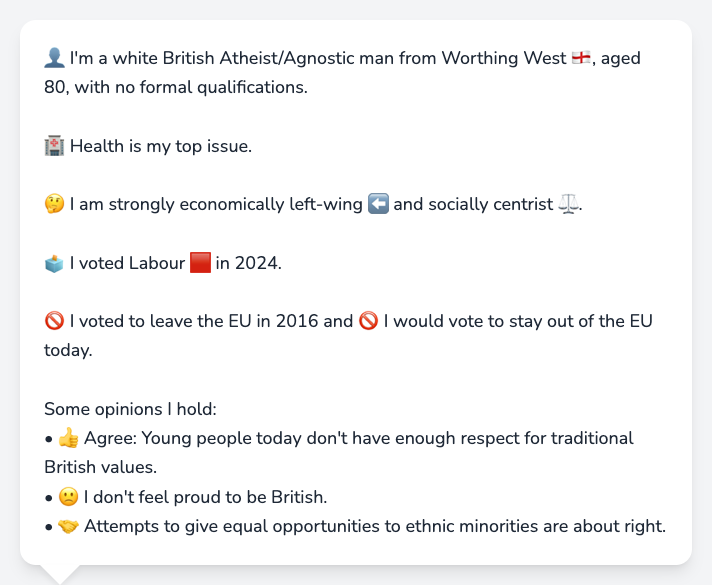 👤 I'm a white British Atheist/Agnostic man from Worthing West 🏴󠁧󠁢󠁥󠁮󠁧󠁿, aged
80, with no formal qualifications.
🏥 Health is my top issue.
🤔 I am strongly economically left-wing ⬅️ and socially centrist ⚖️.
🗳️ I voted Labour 🟥 in 2024.
🚫 I voted to leave the EU in 2016 and 🚫 I would vote to stay out of the EU
today.
Some opinions I hold:
• 👍 Agree: Young people today don't have enough respect for traditional
British values.
• 🙁 I don't feel proud to be British.
• 🤝 Attempts to give equal opportunities to ethnic minorities are about right.